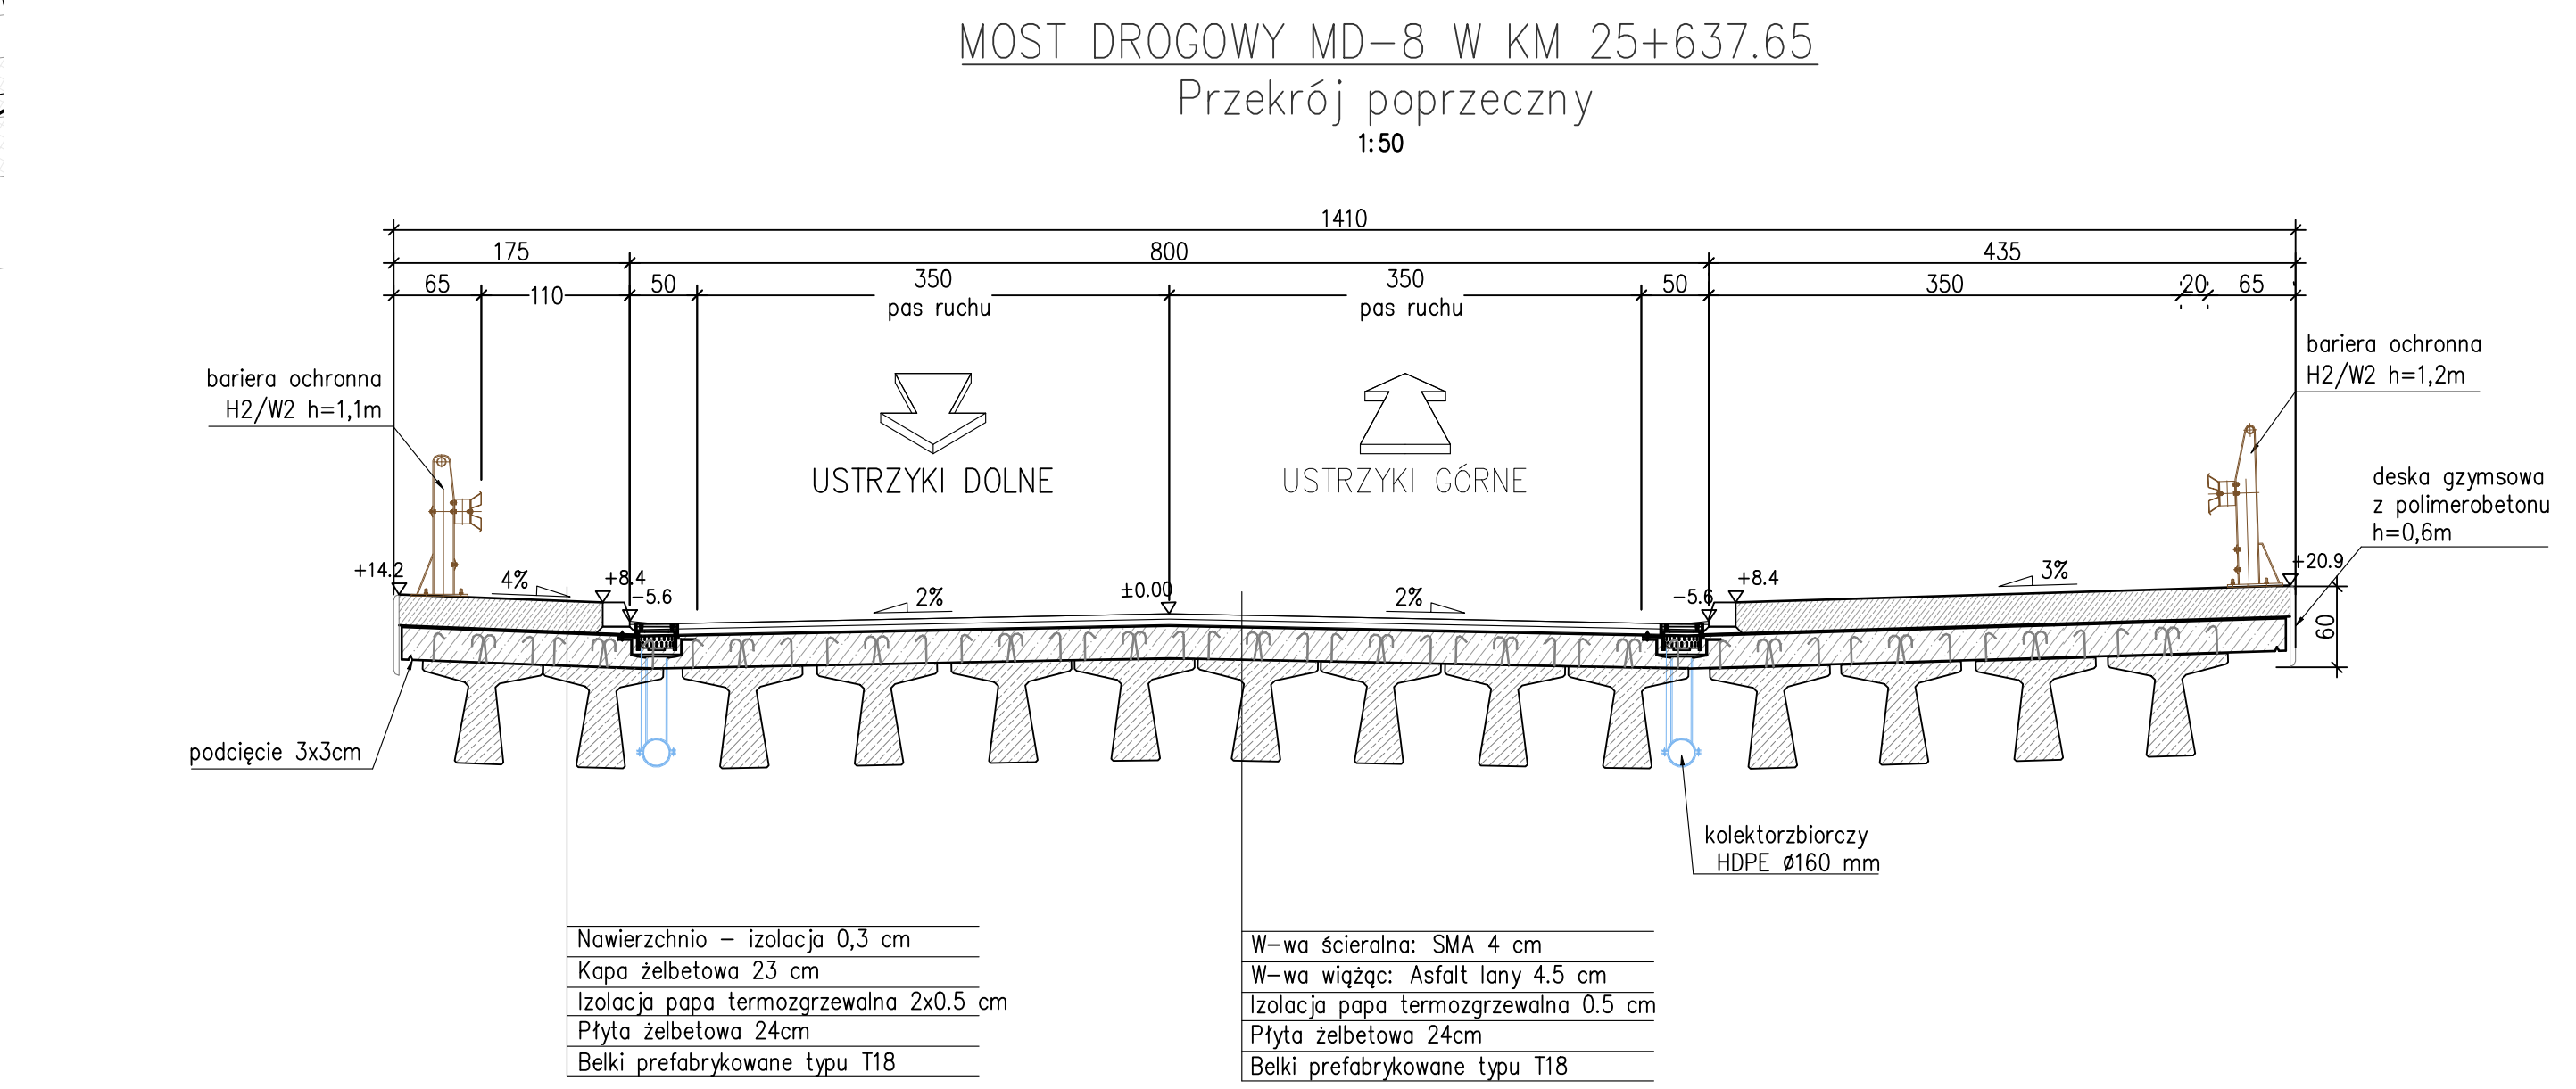 MOST DROGOWY MD-8 W KM 25+637.65
Przekrój poprzeczny
1:50
1410
175 800 435
65 110 50 350 350 50 350 20 65
pas ruchu pas ruchu
bariera ochronna
H2/W2 h=1,1m
bariera ochronna
H2/W2 h=1,2m
USTRZYKI DOLNE USTRZYKI GÓRNE
deska gzymsowa
z polimerobetonu
h=0,6m
+14.2 4% +8.4 -5.6 2% ±0.00 2% -5.6 +8.4 3% +20.9
60
podcięcie 3x3cm
kolektorzbiorczy
HDPE ø160 mm
Nawierzchnio - izolacja 0,3 cm
Kapa żelbetowa 23 cm
Izolacja papa termozgrzewalna 2x0.5 cm
Płyta żelbetowa 24cm
Belki prefabrykowane typu T18
W-wa ścieralna: SMA 4 cm
W-wa wiążąc: Asfalt lany 4.5 cm
Izolacja papa termozgrzewalna 0.5 cm
Płyta żelbetowa 24cm
Belki prefabrykowane typu T18